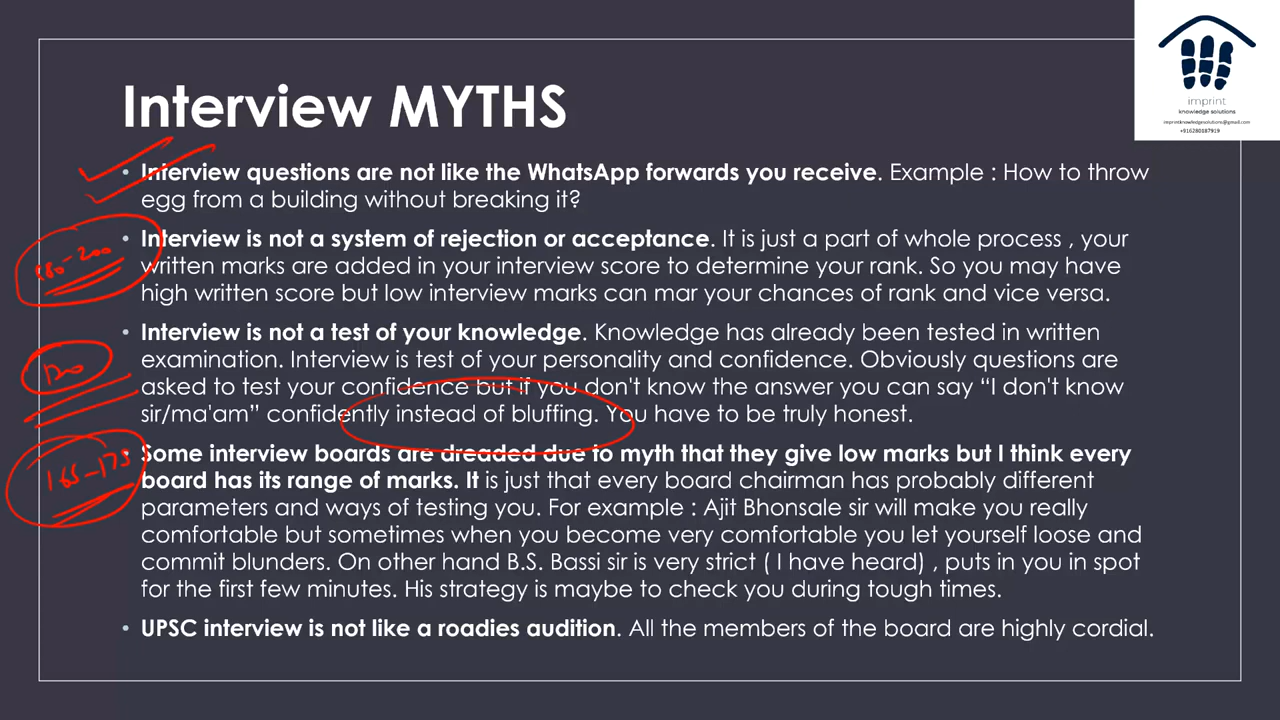 imprint
knowledge solutions
imprintknowledgesolutions@gmail.com
+916280187919
Interview MYTHS
• Interview questions are not like the WhatsApp forwards you receive. Example : How to throw
egg from a building without breaking it?
• Interview is not a system of rejection or acceptance. It is just a part of whole process , your
written marks are added in your interview score to determine your rank. So you may have
high written score but low interview marks can mar your chances of rank and vice versa.
180-200
• Interview is not a test of your knowledge. Knowledge has already been tested in written
examination. Interview is test of your personality and confidence. Obviously questions are
asked to test your confidence but if you don't know the answer you can say “I don't know
sir/ma'am” confidently instead of bluffing. You have to be truly honest.
120
• Some interview boards are dreaded due to myth that they give low marks but I think every
board has its range of marks. It is just that every board chairman has probably different
parameters and ways of testing you. For example : Ajit Bhonsale sir will make you really
comfortable but sometimes when you become very comfortable you let yourself loose and
commit blunders. On other hand B.S. Bassi sir is very strict ( I have heard) , puts in you in spot
for the first few minutes. His strategy is maybe to check you during tough times.
165-175
• UPSC interview is not like a roadies audition. All the members of the board are highly cordial.